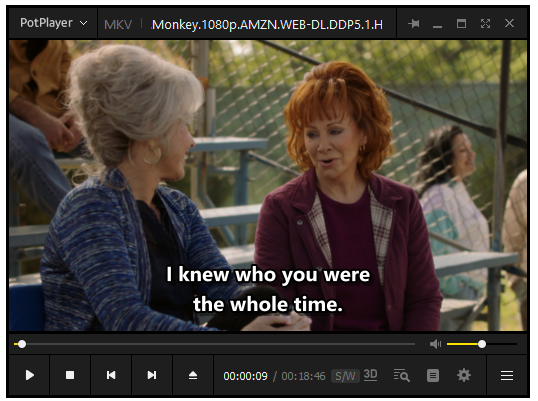 PotPlayer
MKV
.Monkey.1080p.AMZN.WEB-DL.DDP5.1.H
I knew who you were
the whole time.
00:00:09 / 00:18:46 S/W 3D